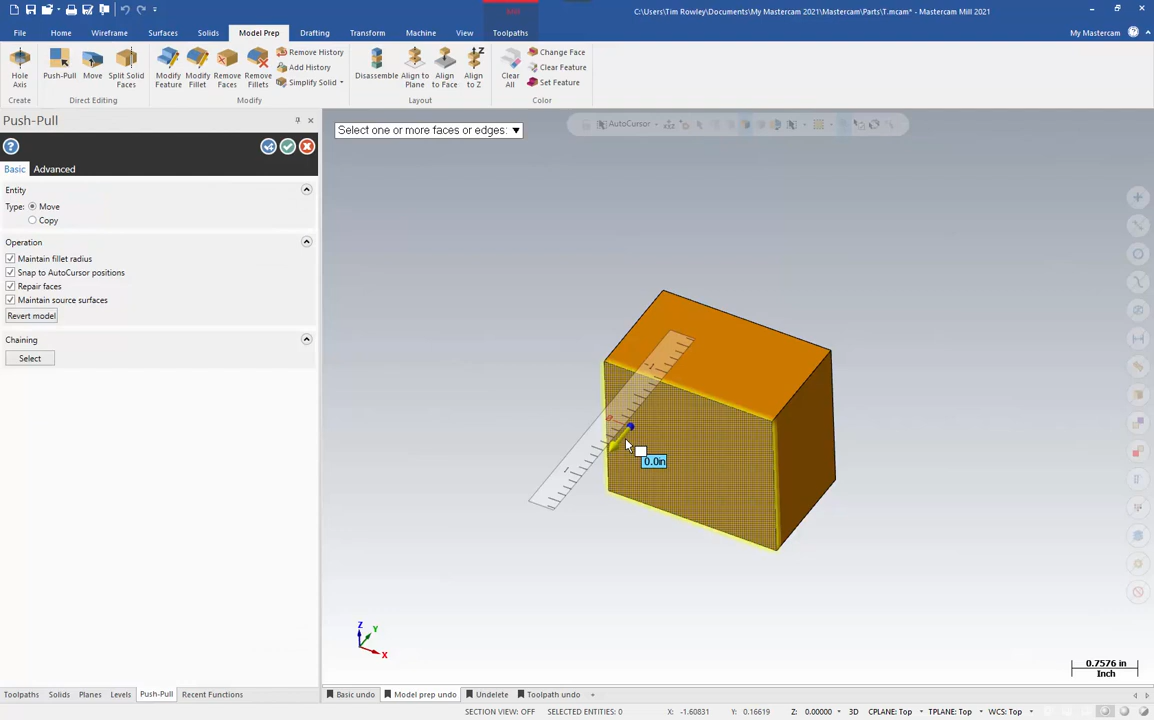 C:\Users\Tim Rowley\Documents\My Mastercam 2021\Mastercam\Parts\T.mcam* - Mastercam Mill 2021
File Home Wireframe Surfaces Solids Model Prep Drafting Transform Machine View Toolpaths My Mastercam
Hole Axis
Push-Pull
Move
Split Solid Faces
Modify Feature
Modify Fillet
Remove Faces
Remove Fillets
Remove History
Add History
Simplify Solid
Disassemble
Align to Plane
Align to Face
Align to Z
Clear All
Change Face
Clear Feature
Set Feature
Create Direct Editing Modify Layout Color
Push-Pull
Basic Advanced
Entity
Type: Move
Copy
Operation
Maintain fillet radius
Snap to AutoCursor positions
Repair faces
Maintain source surfaces
Revert model
Chaining
Select
Select one or more faces or edges:
AutoCursor
0.0in
Z
Y
X
0.7576 in
Inch
Toolpaths Solids Planes Levels Push-Pull Recent Functions
Basic undo Model prep undo Undelete Toolpath undo +
SECTION VIEW: OFF SELECTED ENTITIES: 0 X: -1.60831 Y: 0.16619 Z: 0.00000 3D CPLANE: Top TPLANE: Top WCS: Top